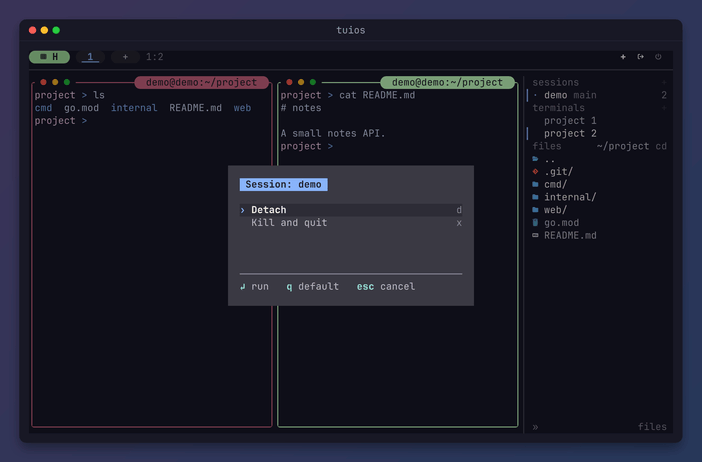 tuios
H 1 + 1:2
demo@demo:~/project
project > ls
cmd go.mod internal README.md web
project >
demo@demo:~/project
project > cat README.md
# notes
A small notes API.
project >
sessions
· demo main 2
terminals
project 1
project 2
files ~/project cd
..
.git/
cmd/
internal/
web/
go.mod
README.md
» files
Session: demo
› Detach d
Kill and quit x
↲ run q default esc cancel